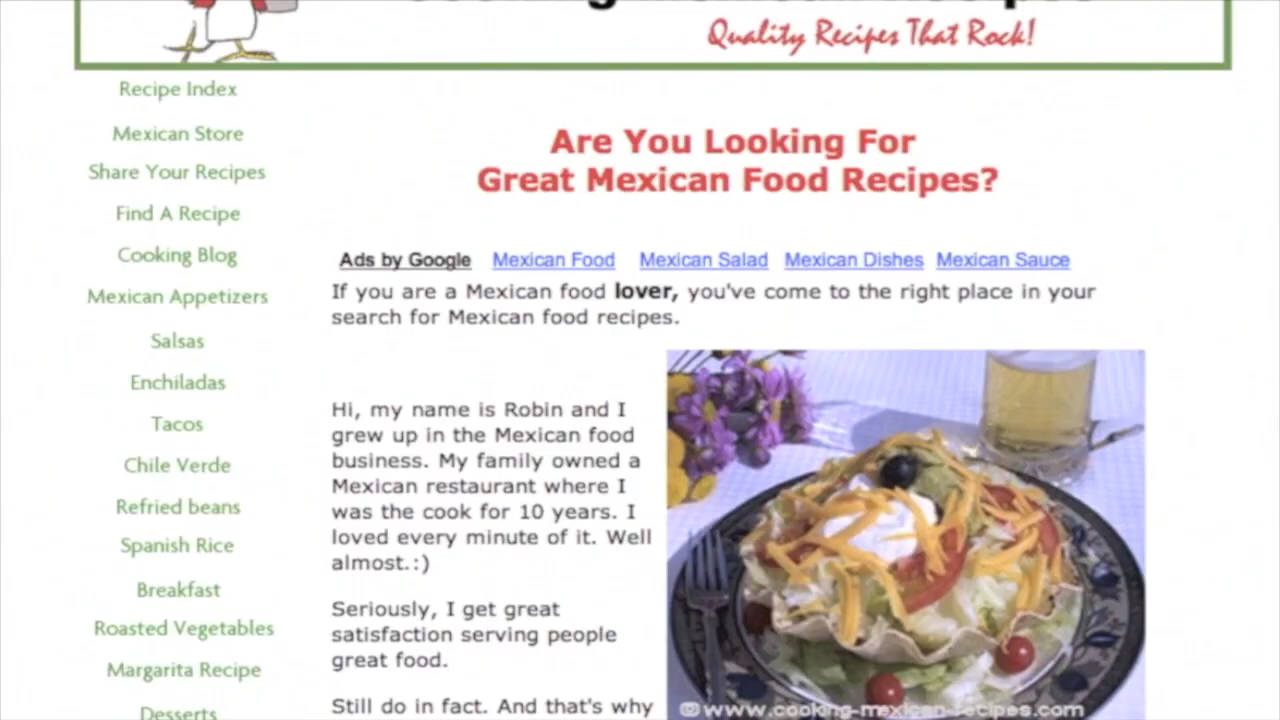 Cooking Mexican Recipes
Quality Recipes That Rock!
Recipe Index
Mexican Store
Share Your Recipes
Find A Recipe
Cooking Blog
Mexican Appetizers
Salsas
Enchiladas
Tacos
Chile Verde
Refried beans
Spanish Rice
Breakfast
Roasted Vegetables
Margarita Recipe
Desserts
Are You Looking For
Great Mexican Food Recipes?
Ads by Google Mexican Food Mexican Salad Mexican Dishes Mexican Sauce
If you are a Mexican food lover, you've come to the right place in your
search for Mexican food recipes.
Hi, my name is Robin and I
grew up in the Mexican food
business. My family owned a
Mexican restaurant where I
was the cook for 10 years. I
loved every minute of it. Well
almost.:)
Seriously, I get great
satisfaction serving people
great food.
Still do in fact. And that's why
©www.cooking-mexican-recipes.com